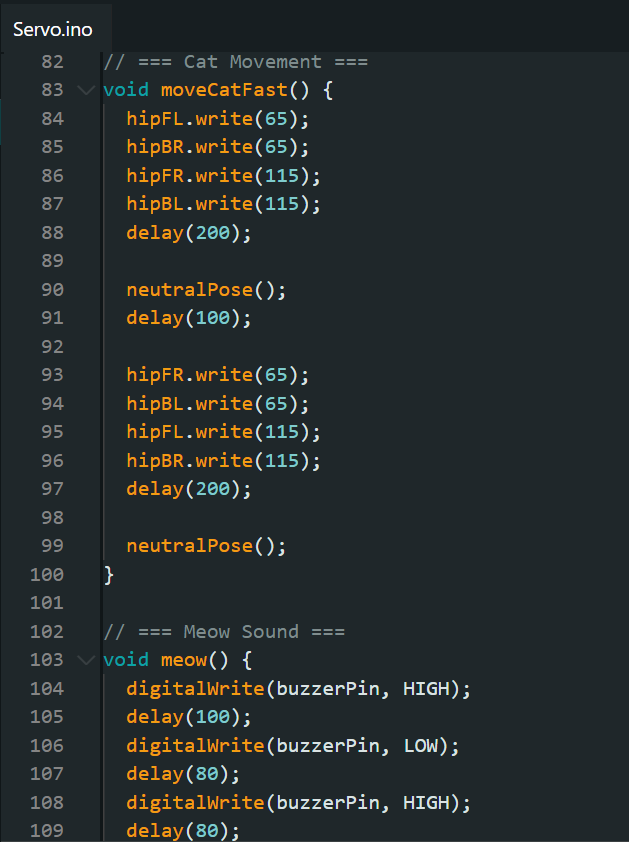 Servo.ino
82 // === Cat Movement ===
83 void moveCatFast() {
84 hipFL.write(65);
85 hipBR.write(65);
86 hipFR.write(115);
87 hipBL.write(115);
88 delay(200);
89
90 neutralPose();
91 delay(100);
92
93 hipFR.write(65);
94 hipBL.write(65);
95 hipFL.write(115);
96 hipBR.write(115);
97 delay(200);
98
99 neutralPose();
100 }
101
102 // === Meow Sound ===
103 void meow() {
104 digitalWrite(buzzerPin, HIGH);
105 delay(100);
106 digitalWrite(buzzerPin, LOW);
107 delay(80);
108 digitalWrite(buzzerPin, HIGH);
109 delay(80);